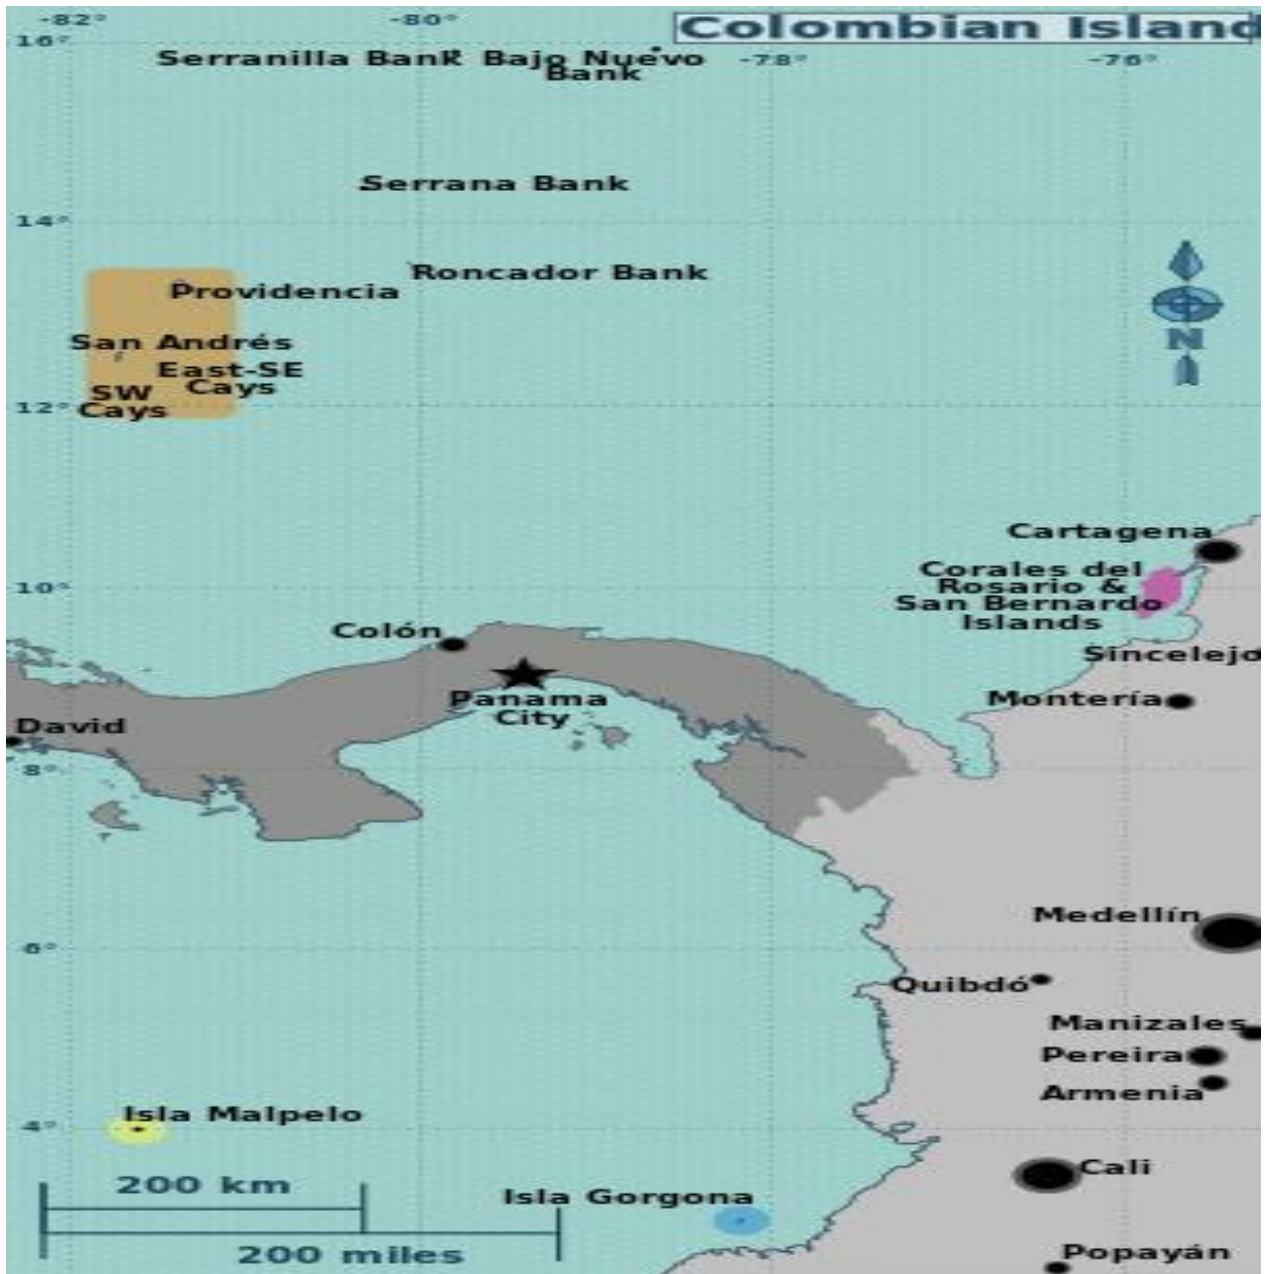 -82°
-80°
Colombian Island
16°
Serranilla Bank
Bajo Nuevo
Bank
-78°
-76°
Serrana Bank
14°
Roncador Bank
Providencia
San Andrés
East-SE
Cays
SW
Cays
12°
N
Cartagena
Corales del
Rosario &
San Bernardo
Islands
10°
Colón
Sincelejo
Panama
City
Montería
David
8°
Medellín
6°
Quibdó
Manizales
Pereira
Armenia
Isla Malpelo
4°
Cali
200 km
Isla Gorgona
200 miles
Popayán